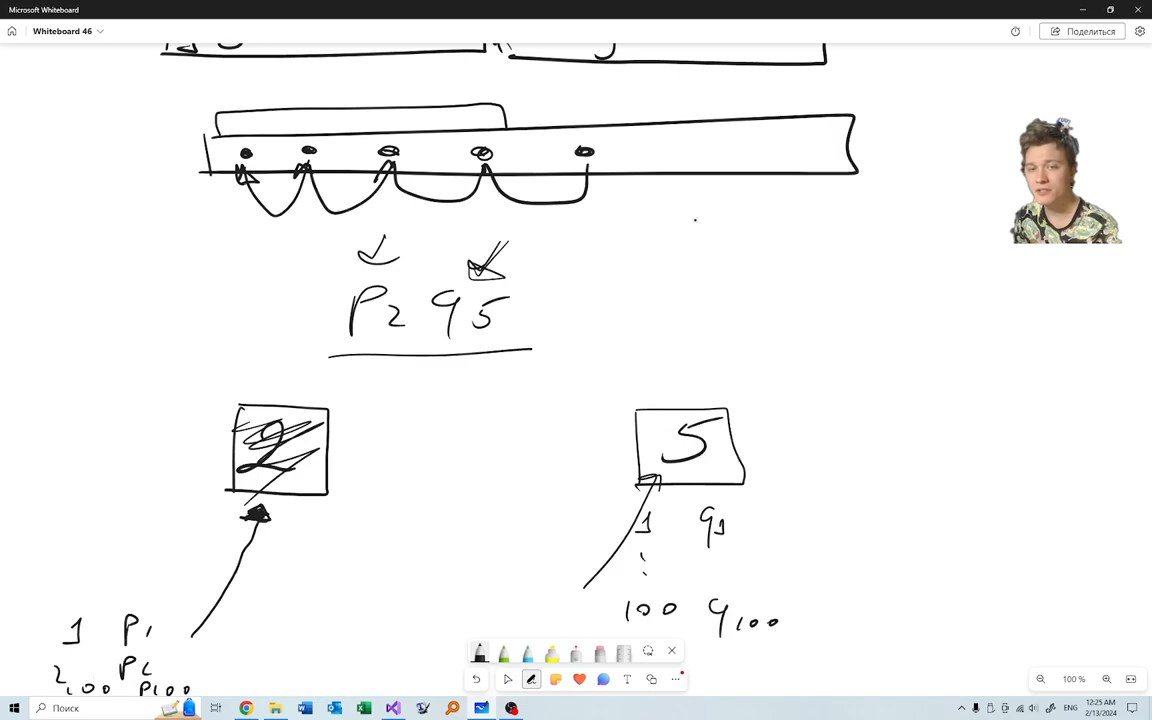 Microsoft Whiteboard
Whiteboard 46
Поделиться
P2 95
2
5
1 91
100 9100
1 P1
2 P2
100 P100
100 %
Поиск
ENG
12:25 AM
2/13/2024